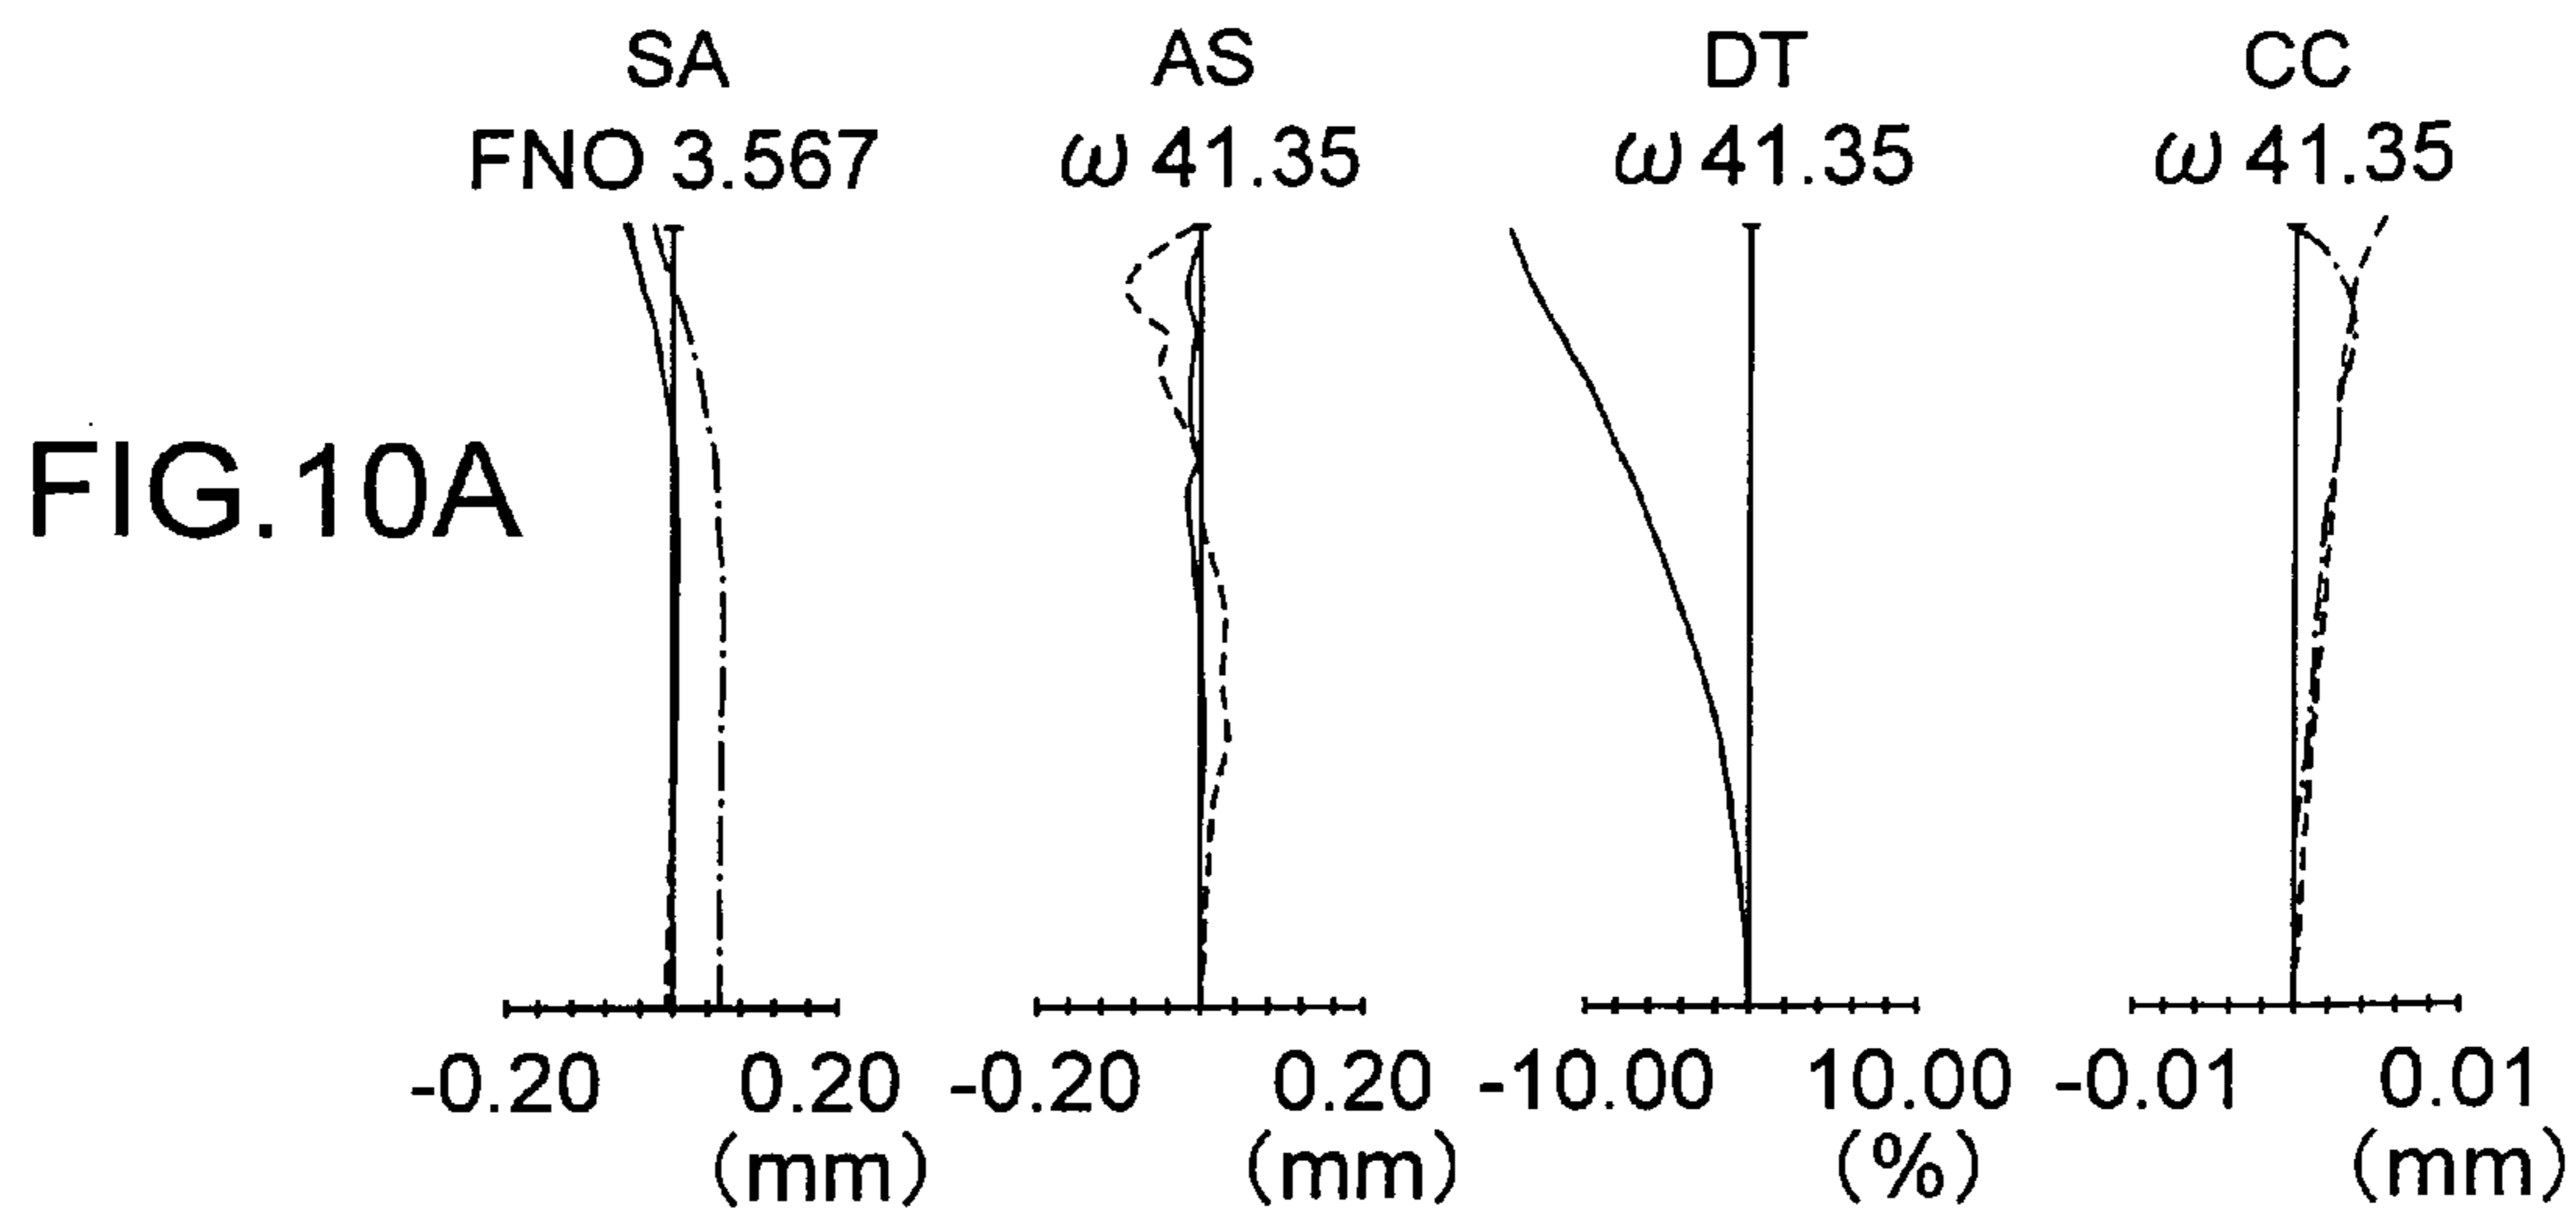 SA AS DT CC
FNO 3.567 ω 41.35 ω 41.35 ω 41.35
FIG.10A
-0.20 0.20 -0.20 0.20 -10.00 10.00 -0.01 0.01
(mm) (mm) (%) (mm)